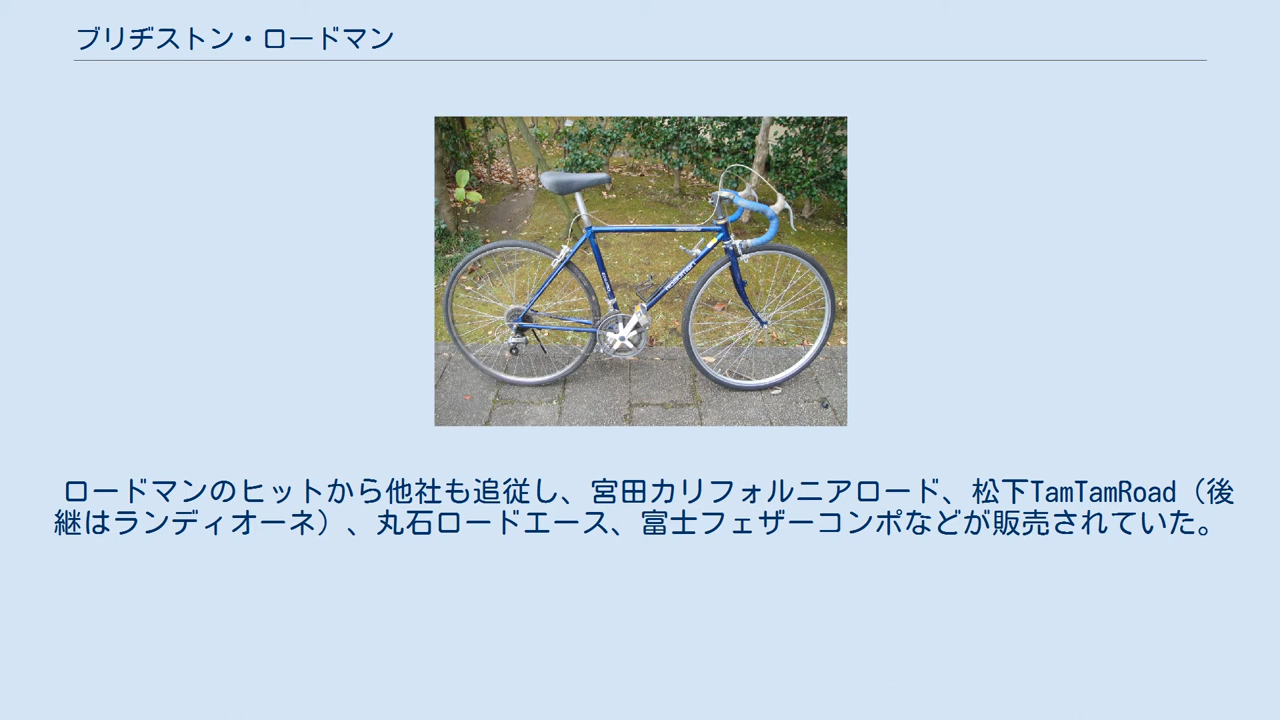 ブリヂストン・ロードマン
ロードマンのヒットから他社も追従し、宮田カリフォルニアロード、松下TamTamRoad（後
継はランディオーネ）、丸石ロードエース、富士フェザーコンポなどが販売されていた。